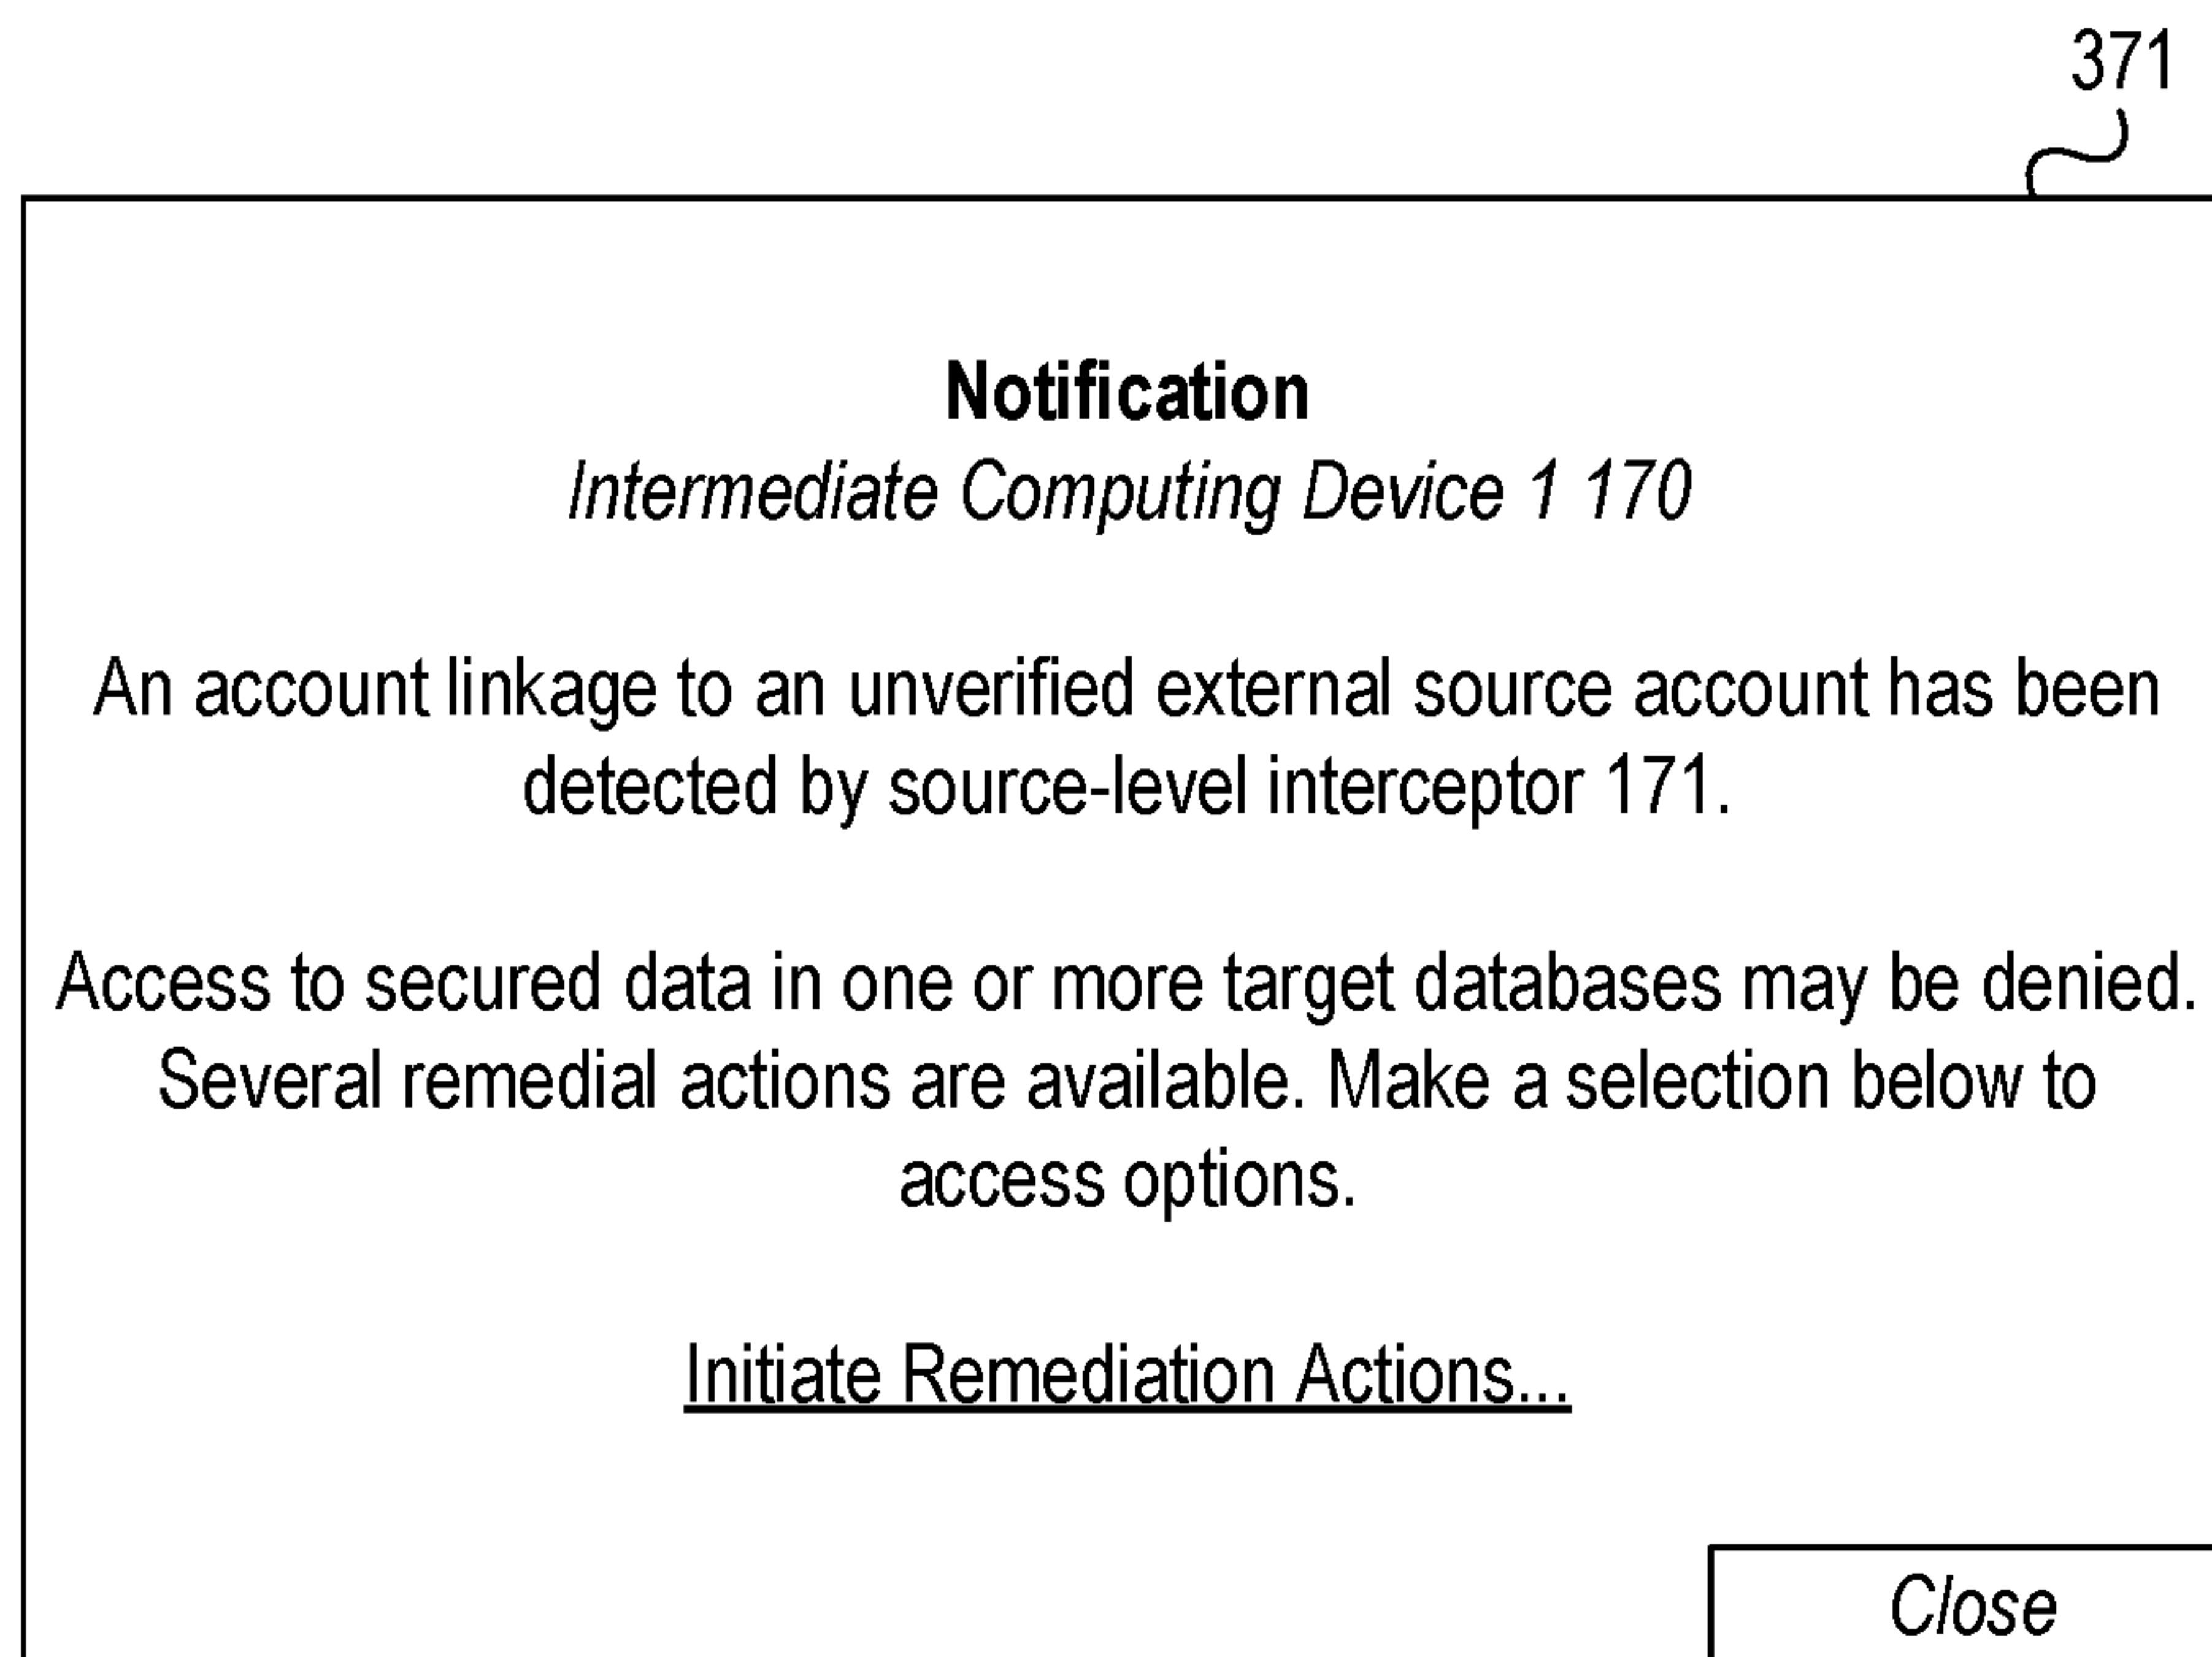 371
Notification
Intermediate Computing Device 1 170
An account linkage to an unverified external source account has been
detected by source-level interceptor 171.
Access to secured data in one or more target databases may be denied.
Several remedial actions are available. Make a selection below to
access options.
Initiate Remediation Actions...
Close